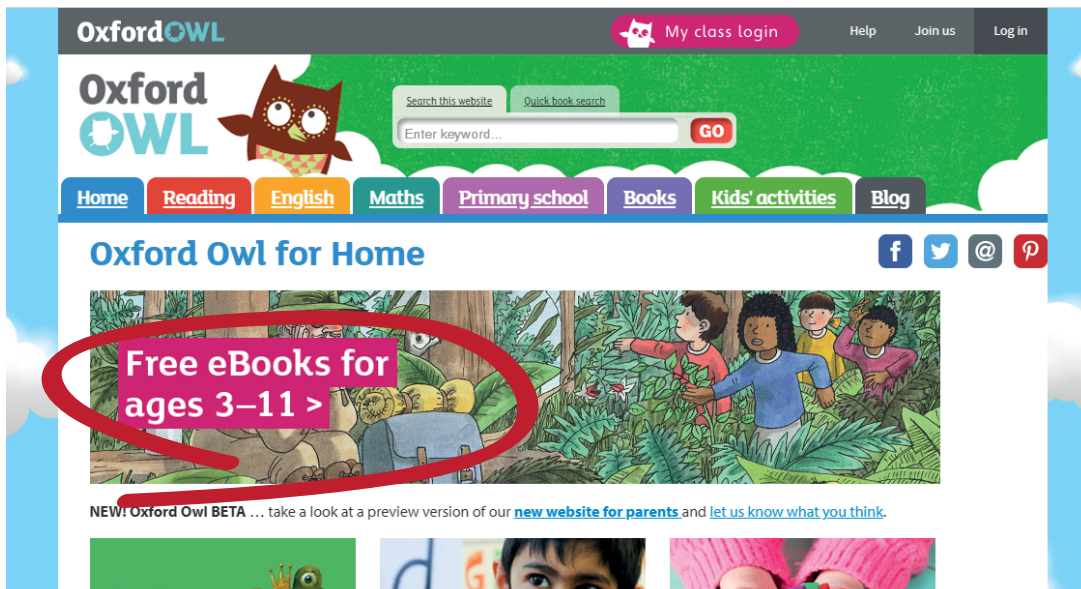 OxfordOWL My class login Help Join us Log in
Oxford
OWL
Search this website Quick book search
Enter keyword... GO
Home Reading English Maths Primary school Books Kids' activities Blog
Oxford Owl for Home
Free eBooks for
ages 3–11 >
NEW! Oxford Owl BETA … take a look at a preview version of our new website for parents and let us know what you think.